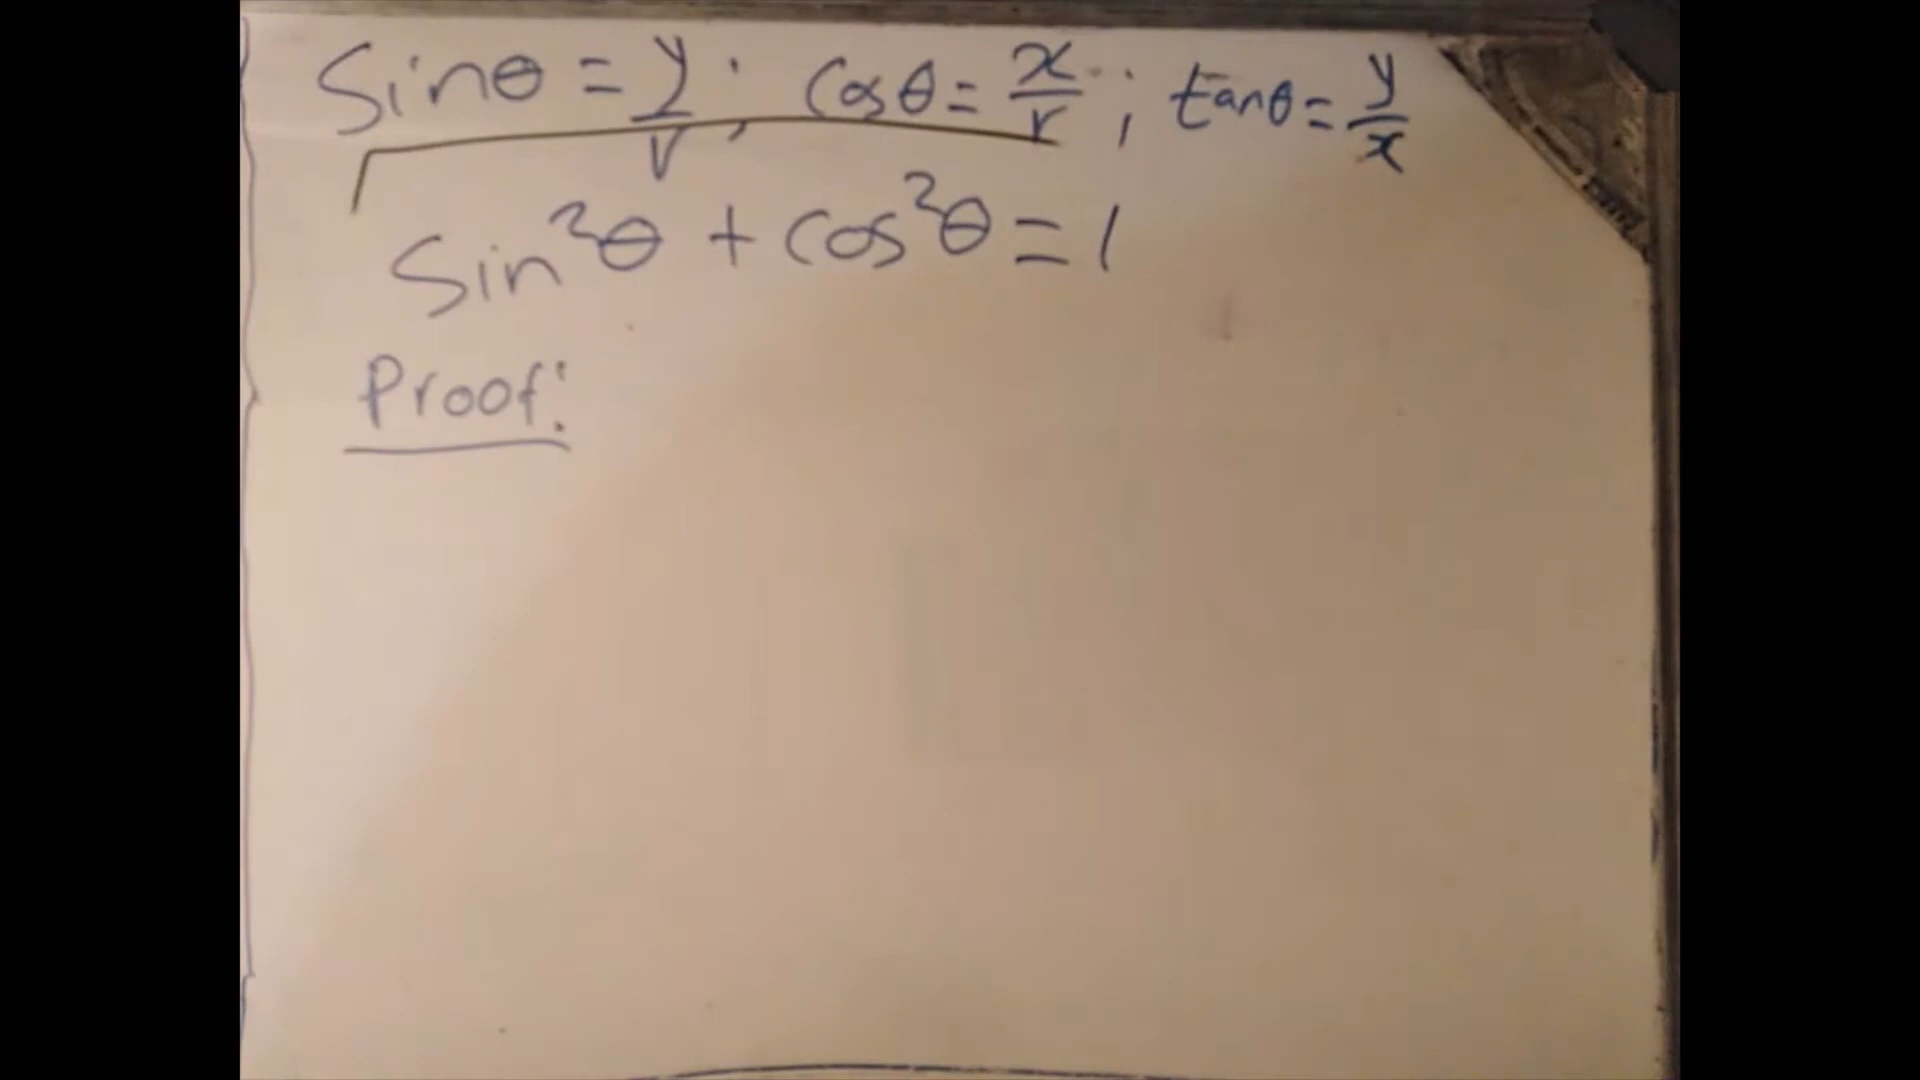 Sinθ = y/r ; Cosθ = x/r ; tanθ = y/x
Sin²θ + Cos²θ = 1
Proof: